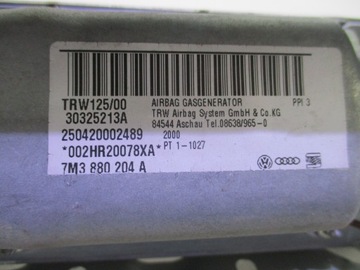 TRW125/00
30325213A
250420002489
*002HR20078XA*
7M3 880 204 A
AIRBAG GASGENERATOR PPI 3
TRW Airbag System GmbH & Co.KG
84544 Aschau Tel.08638/965-0
2000
PT 1-1027